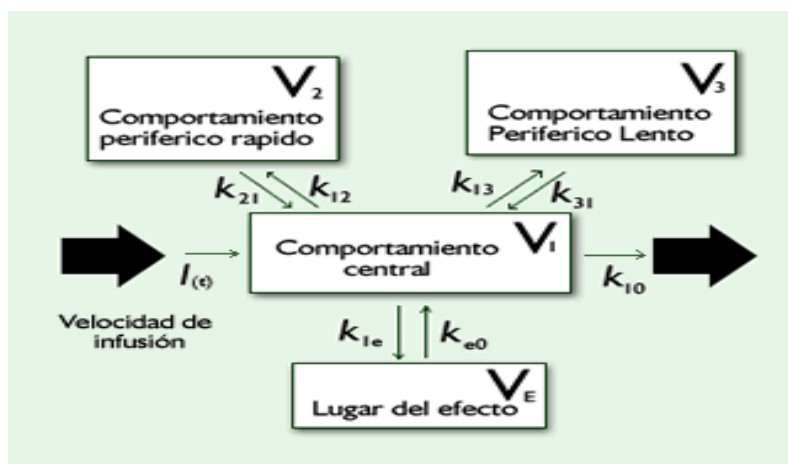 V₂
Comportamiento
periferico rapido
V₃
Comportamiento
Periferico Lento
k₂₁
k₁₂
k₁₃
k₃₁
I(t)
Velocidad de
infusión
Comportamiento
central
V₁
k₁₀
k₁ₑ
kₑ₀
V_E
Lugar del efecto